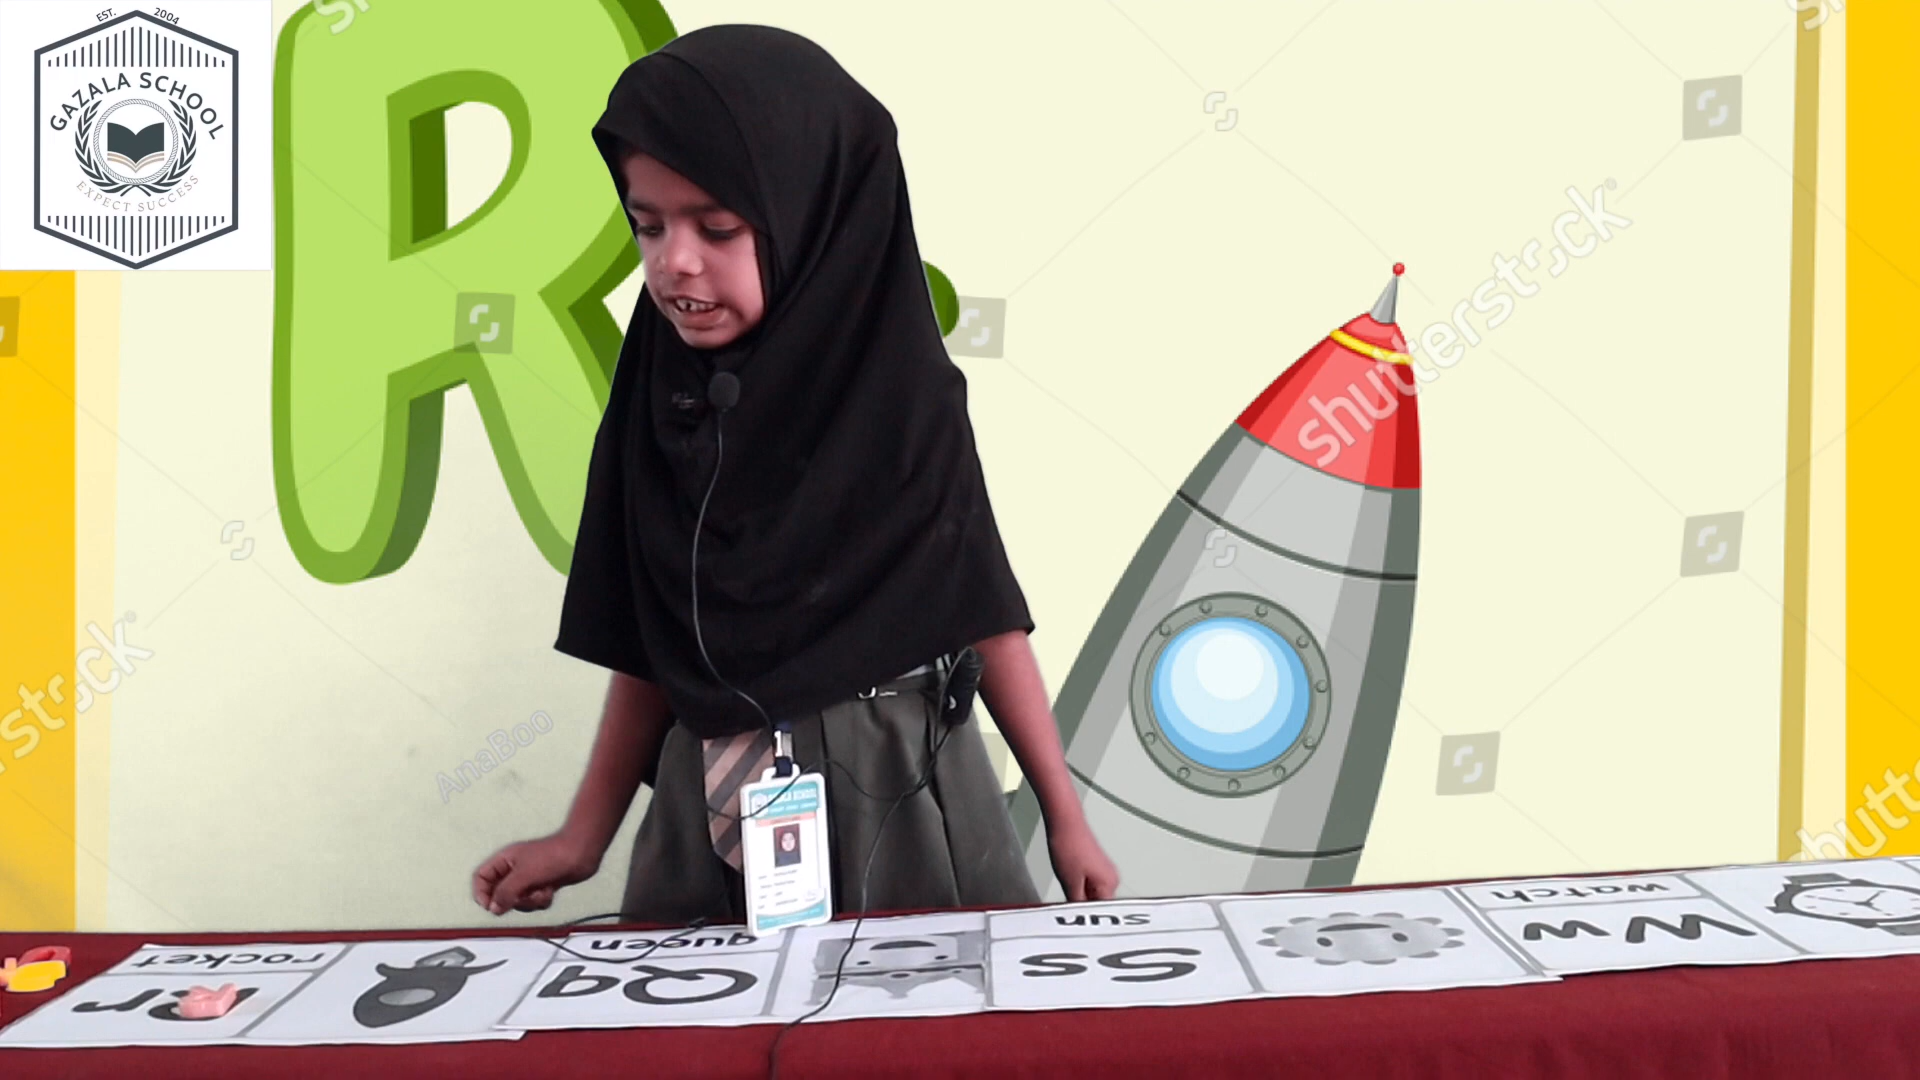 EST. 2004
GAZALA SCHOOL
EXPECT SUCCESS
R
shutterstock
AnaBoo
rocket
Rr
queen
Qq
sun
Ss
watch
Ww